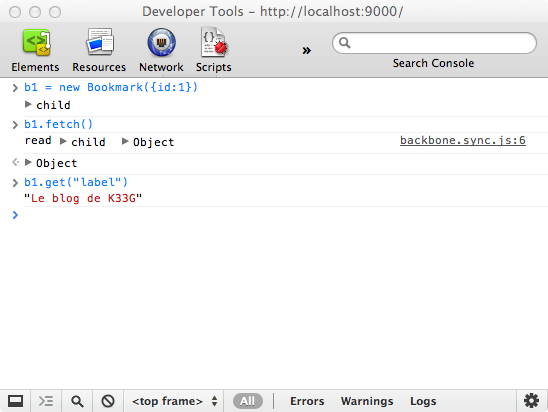 Developer Tools – http://localhost:9000/
Elements Resources Network Scripts » Search Console
b1 = new Bookmark({id:1})
child
b1.fetch()
read child Object backbone.sync.js:6
Object
b1.get("label")
"Le blog de K33G"
<top frame> All Errors Warnings Logs